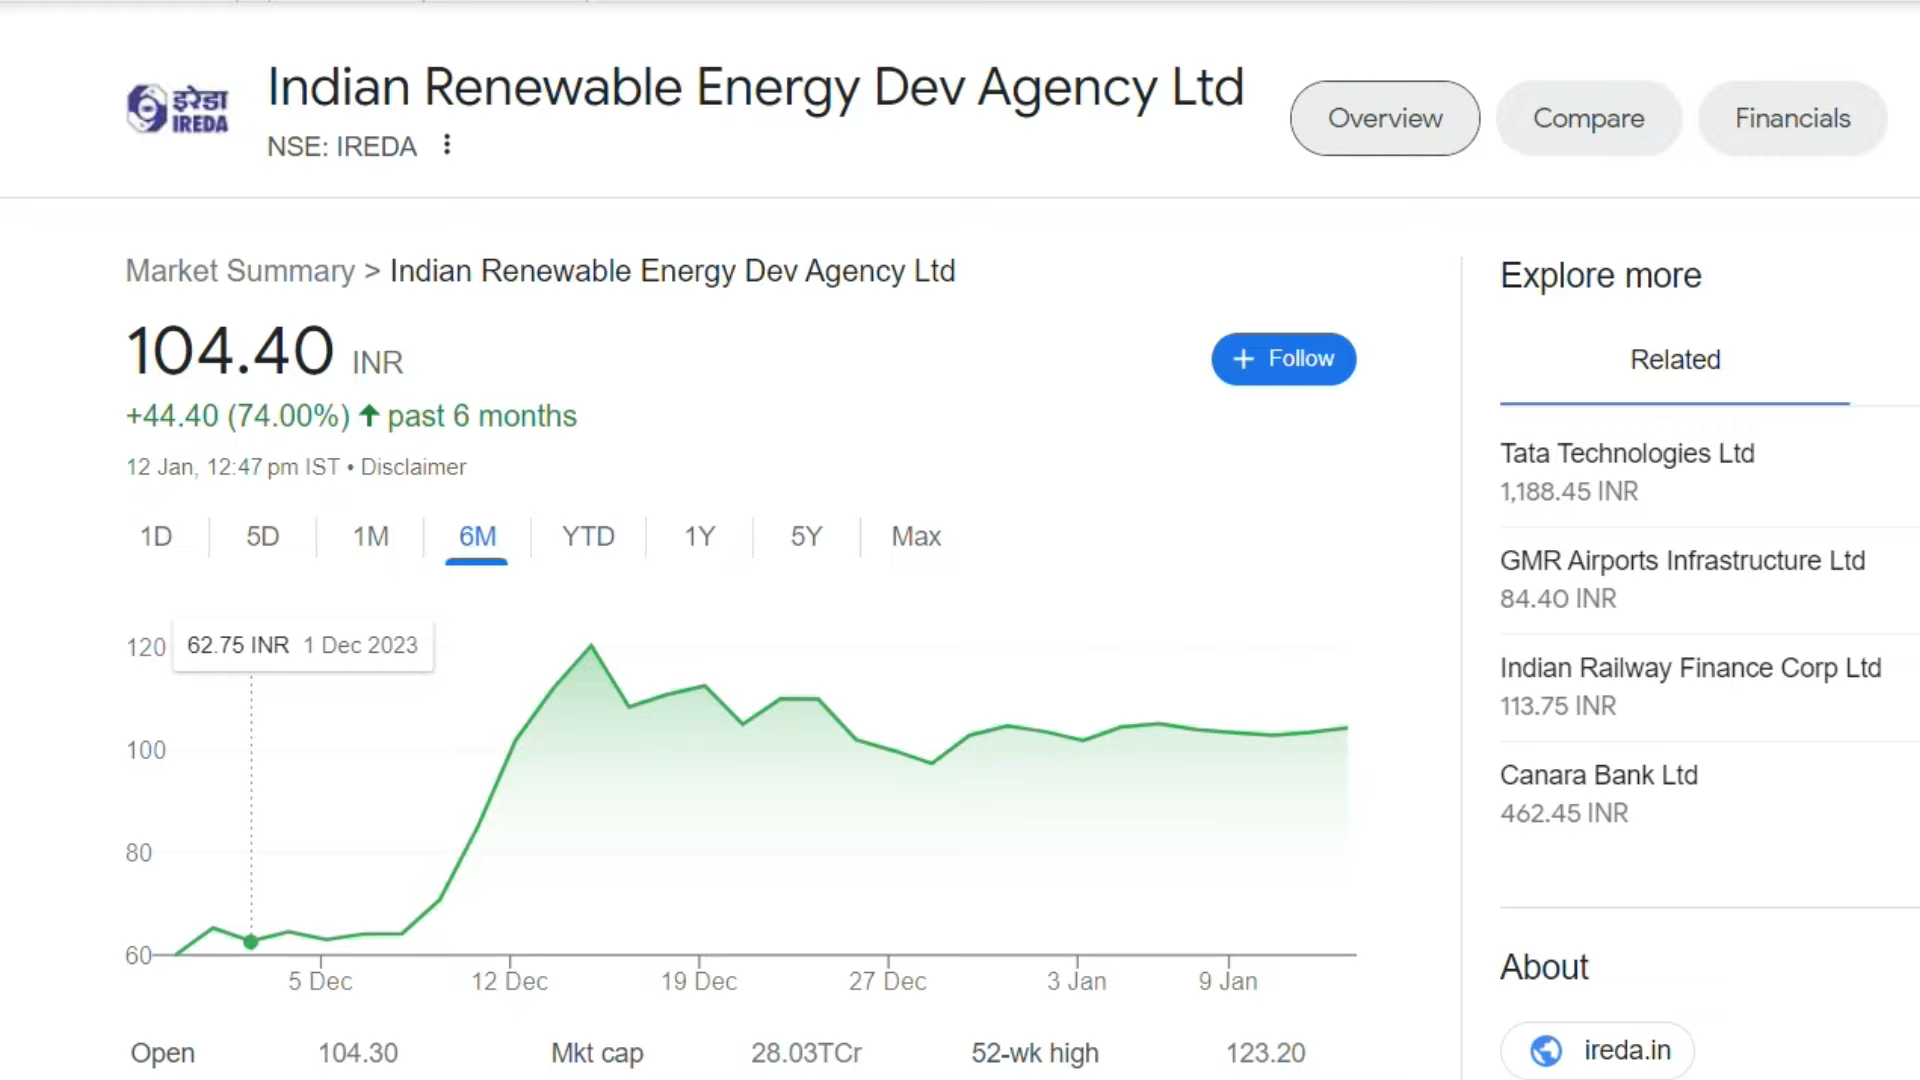 Indian Renewable Energy Dev Agency Ltd
इरेडा
IREDA
NSE: IREDA
Overview
Compare
Financials
Market Summary > Indian Renewable Energy Dev Agency Ltd
104.40 INR
+ Follow
+44.40 (74.00%) ↑ past 6 months
12 Jan, 12:47 pm IST • Disclaimer
1D 5D 1M 6M YTD 1Y 5Y Max
62.75 INR 1 Dec 2023
120
100
80
60
5 Dec 12 Dec 19 Dec 27 Dec 3 Jan 9 Jan
Open 104.30 Mkt cap 28.03TCr 52-wk high 123.20
Explore more
Related
Tata Technologies Ltd
1,188.45 INR
GMR Airports Infrastructure Ltd
84.40 INR
Indian Railway Finance Corp Ltd
113.75 INR
Canara Bank Ltd
462.45 INR
About
ireda.in